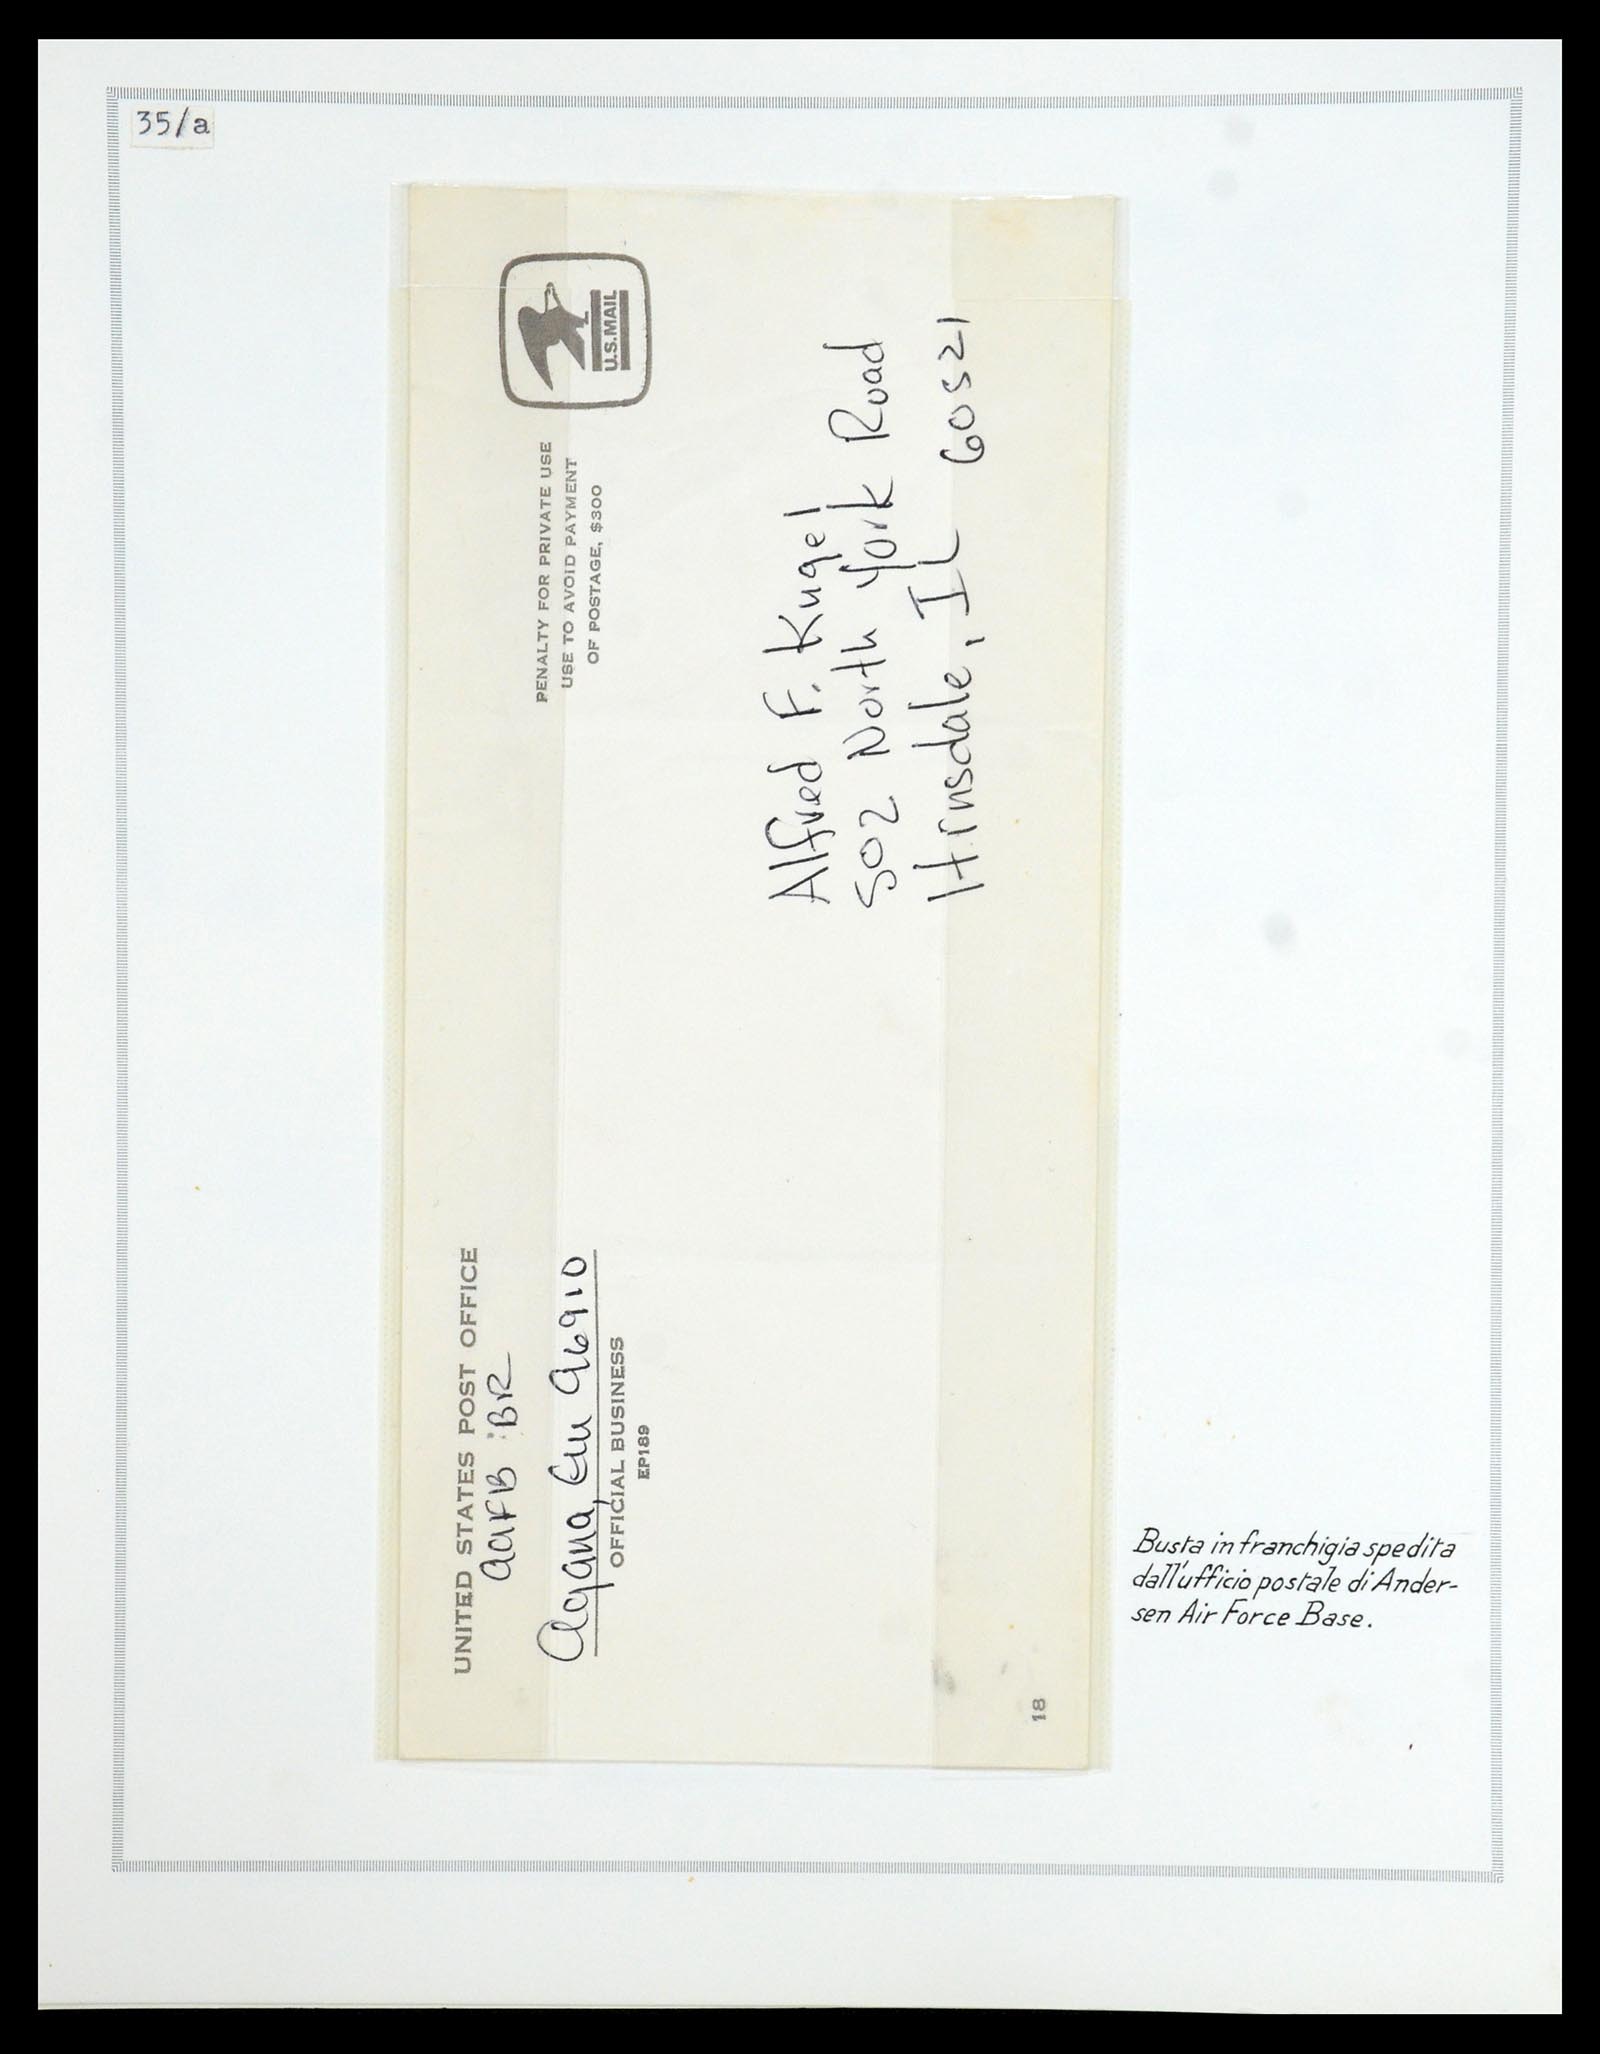 35/a
UNITED STATES POST OFFICE
AAFB BR
Agana, Gu 96910
OFFICIAL BUSINESS
EP189
PENALTY FOR PRIVATE USE
USE TO AVOID PAYMENT
OF POSTAGE, $300
U.S.MAIL
Alfred F. Kugel
502 North York Road
Hinsdale, IL 60521
18
Busta in franchigia spedita
dall'ufficio postale di Ander-
sen Air Force Base.